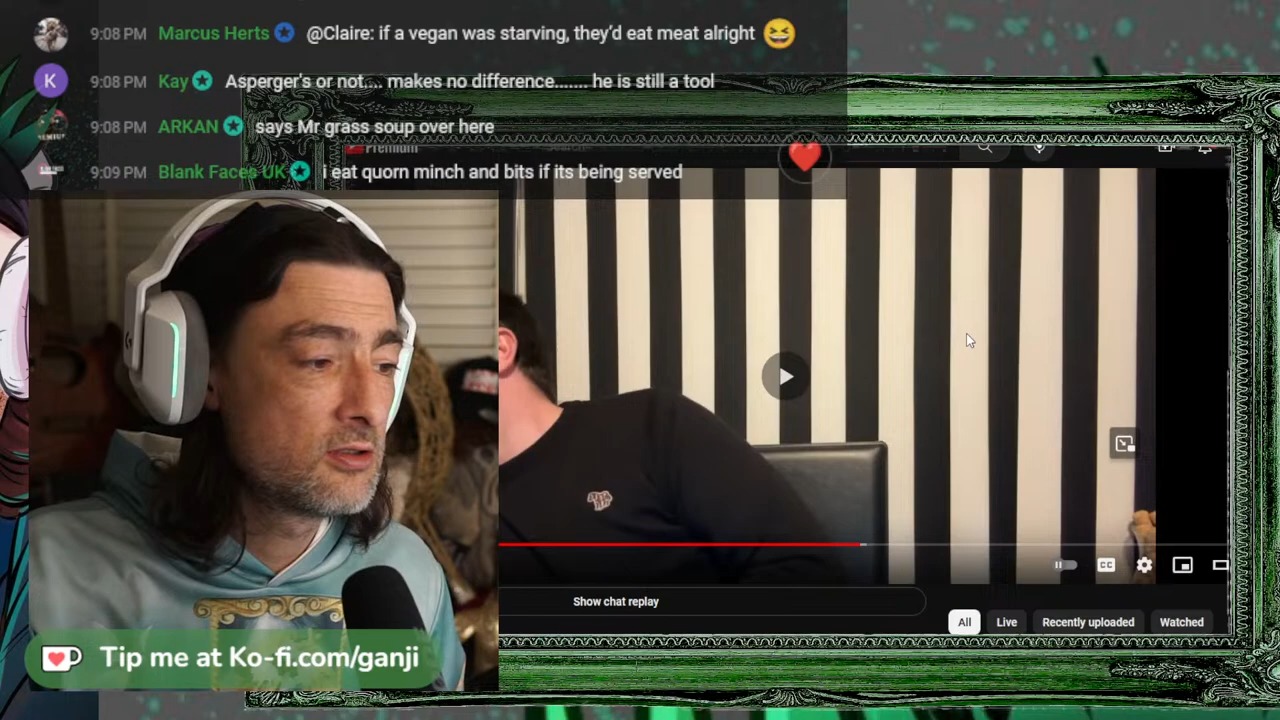 9:08 PM Marcus Herts @Claire: if a vegan was starving, they'd eat meat alright
K 9:08 PM Kay Asperger's or not.... makes no difference....... he is still a tool
9:08 PM ARKAN says Mr grass soup over here
9:09 PM Blank Faces UK i eat quorn minch and bits if its being served
Premium
CC
Show chat replay
All Live Recently uploaded Watched
Tip me at Ko-fi.com/ganji